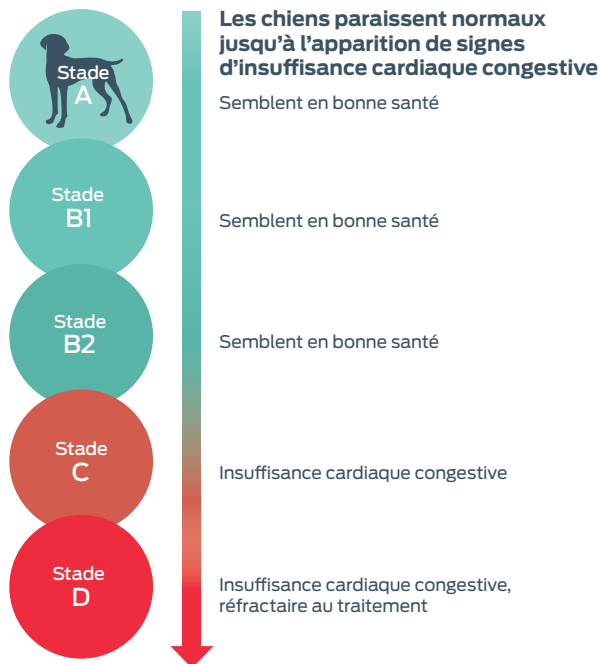 Les chiens paraissent normaux
jusqu'à l'apparition de signes
d'insuffisance cardiaque congestive
Stade
A
Semblent en bonne santé
Stade
B1
Semblent en bonne santé
Stade
B2
Semblent en bonne santé
Stade
C
Insuffisance cardiaque congestive
Stade
D
Insuffisance cardiaque congestive,
réfractaire au traitement